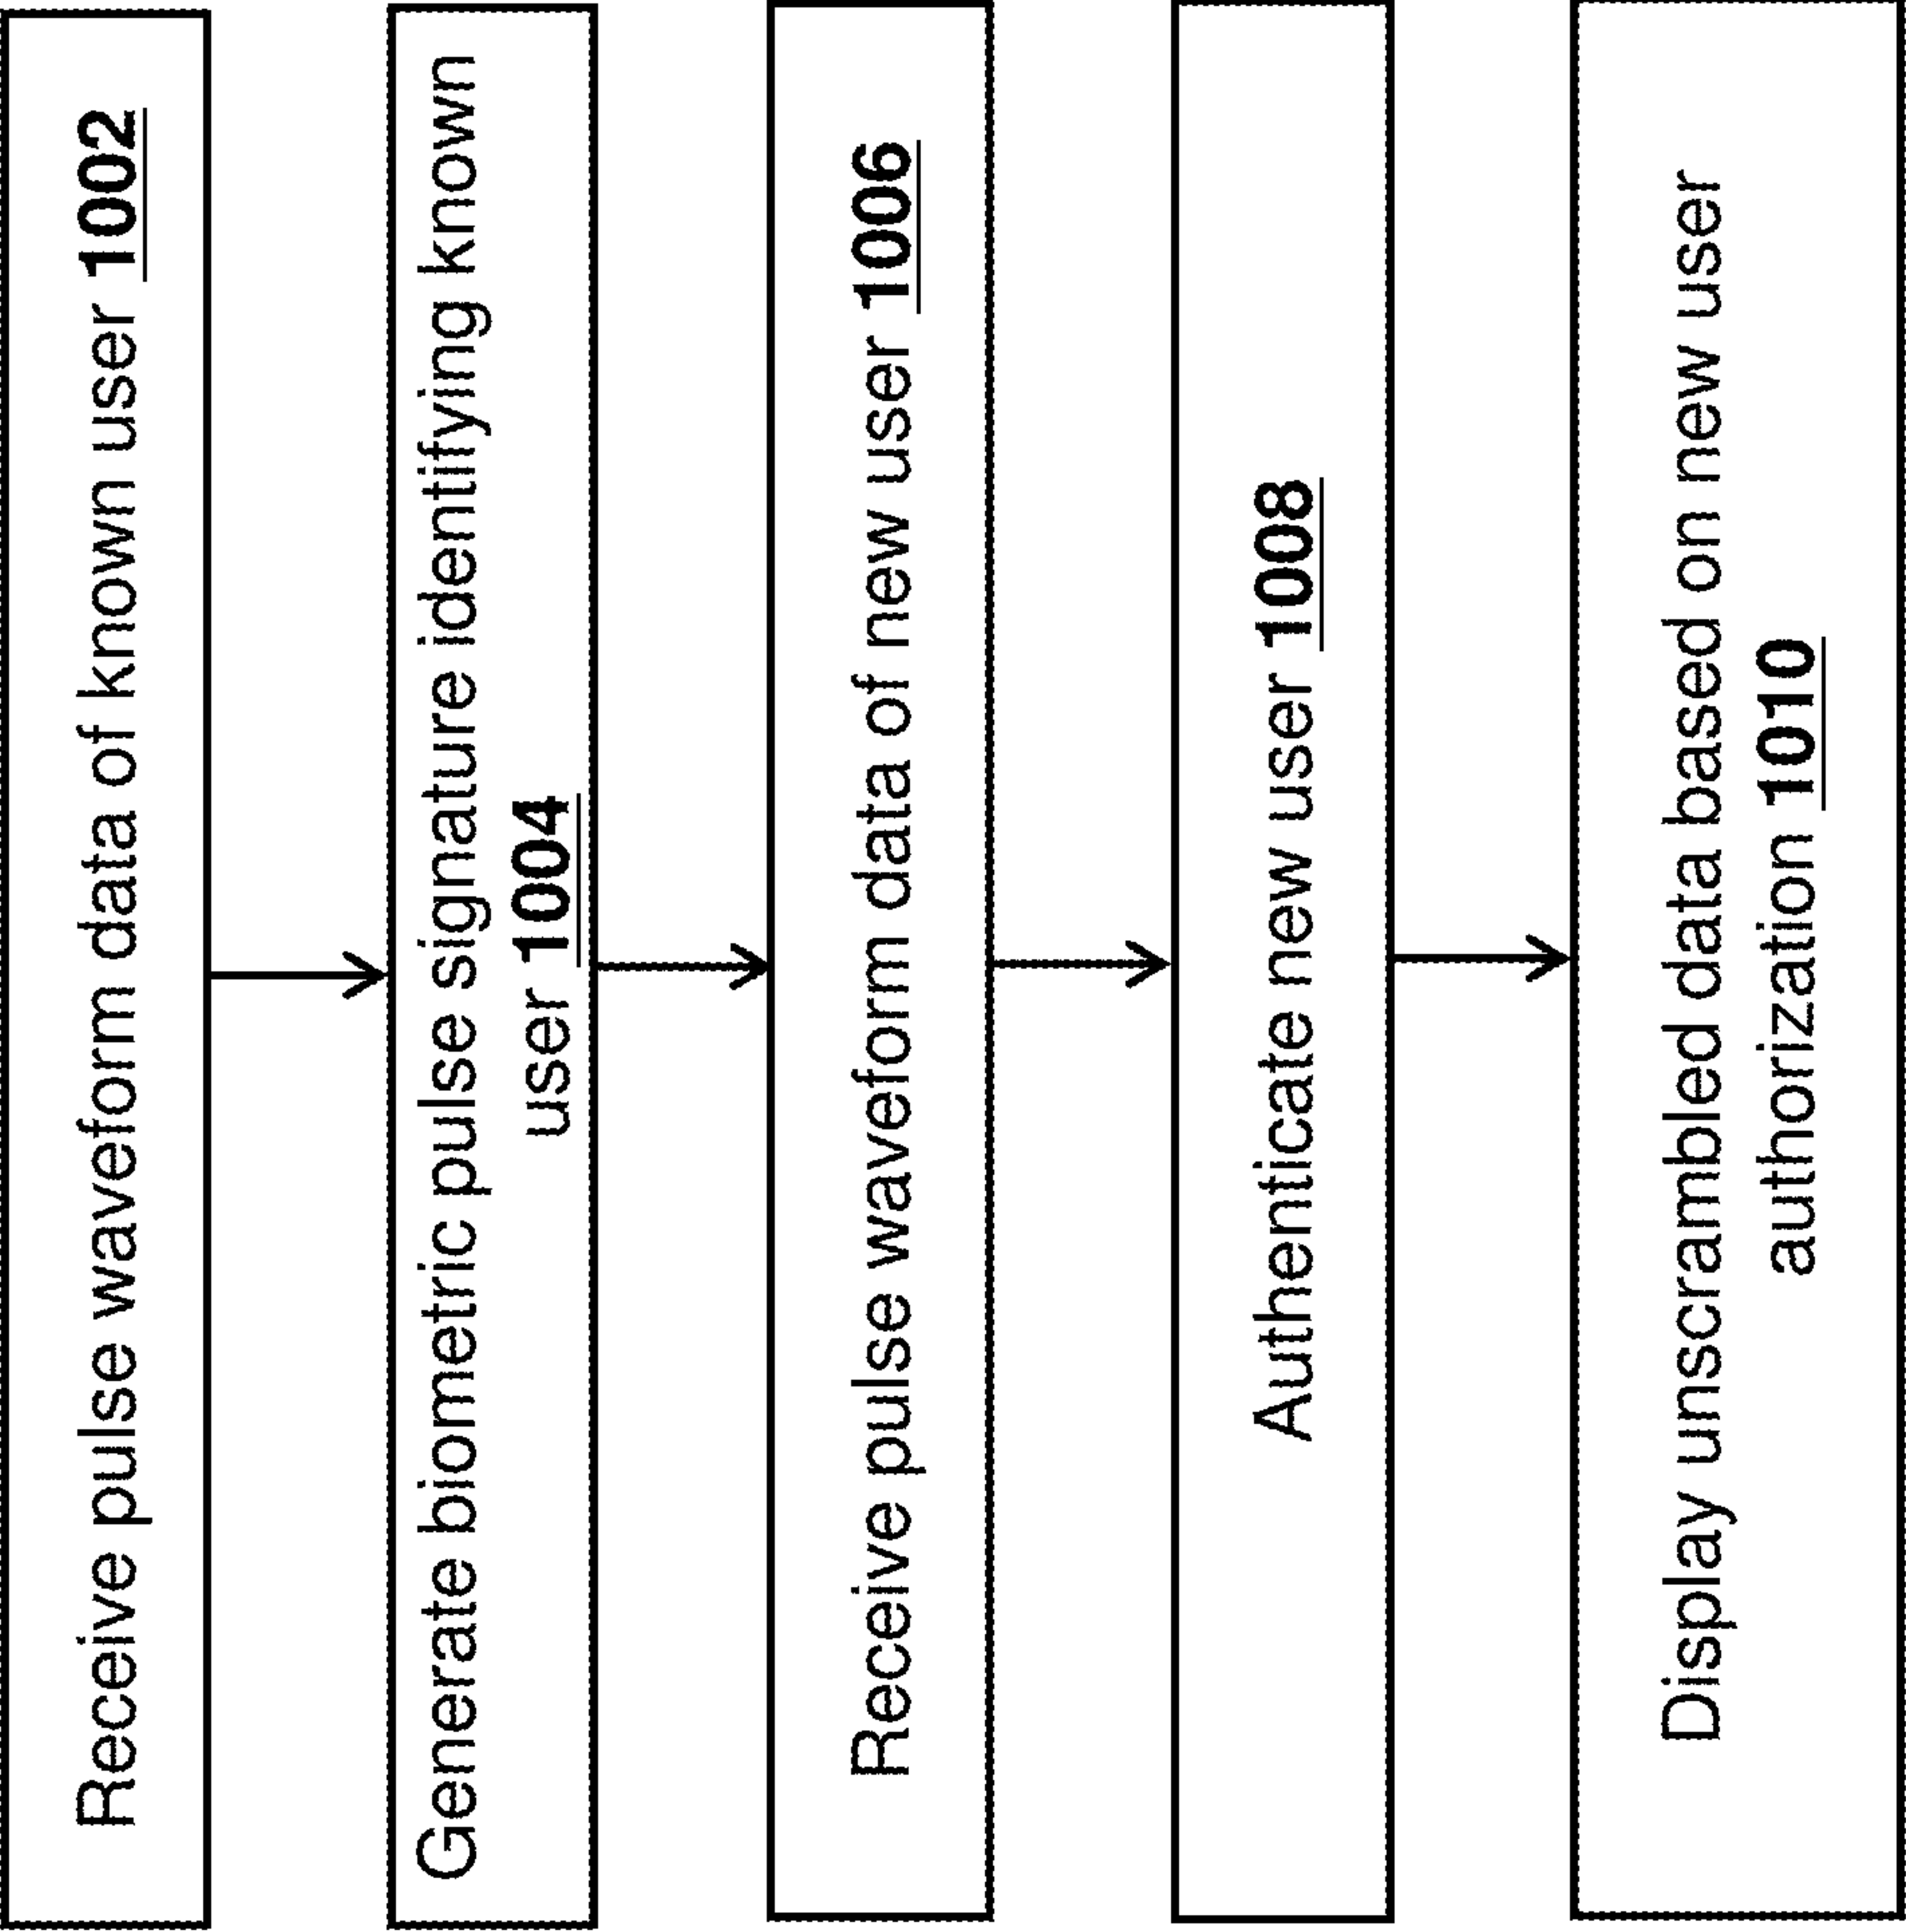 Receive pulse waveform data of known user 1002
Generate biometric pulse signature identifying known
user 1004
Receive pulse waveform data of new user 1006
Authenticate new user 1008
Display unscrambled data based on new user
authorization 1010